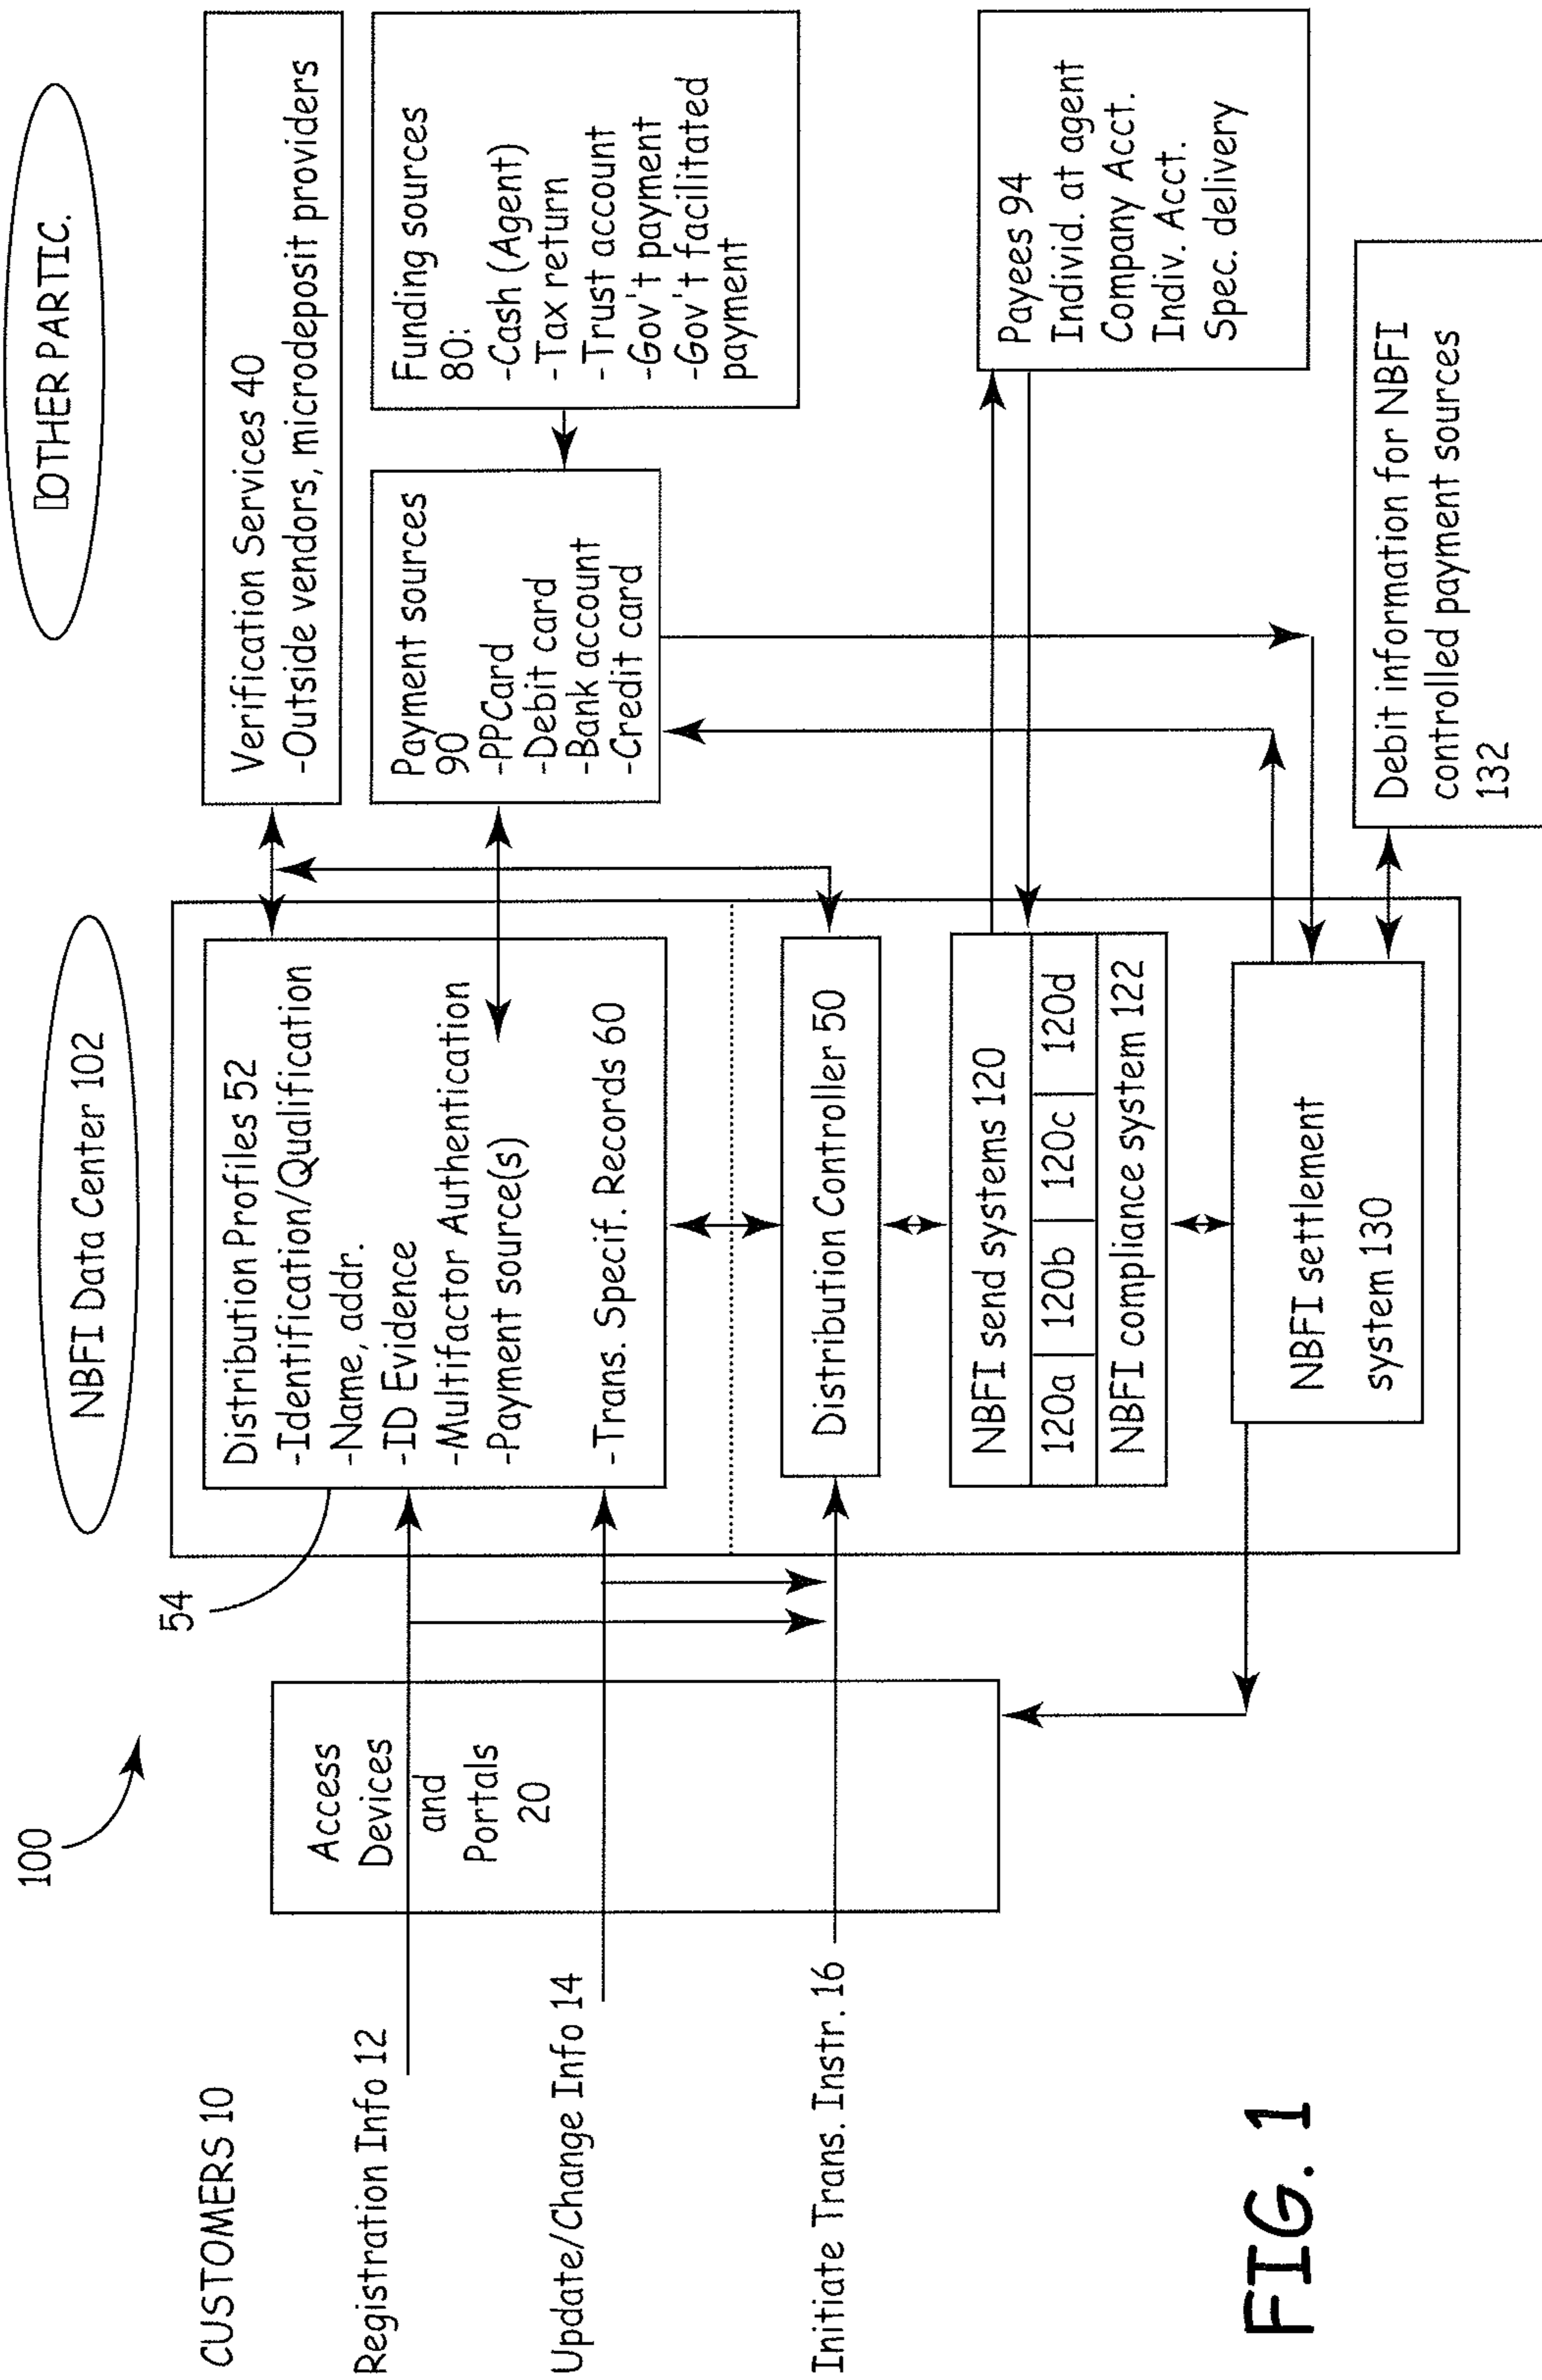 CUSTOMERS 10
Registration Info 12
Update/Change Info 14
Initiate Trans. Instr. 16
100
Access
Devices
and
Portals
20
54
NBFI Data Center 102
Distribution Profiles 52
-Identification/Qualification
-Name, addr.
-ID Evidence
-Multifactor Authentication
-Payment source(s)
-Trans. Specif. Records 60
Distribution Controller 50
NBFI send systems 120
120a 120b 120c 120d
NBFI compliance system 122
NBFI settlement
system 130
OTHER PARTIC.
Verification Services 40
-Outside vendors, microdeposit providers
Payment sources
90
-PPCard
-Debit card
-Bank account
-Credit card
Funding sources
80:
-Cash (Agent)
-Tax return
-Trust account
-Gov't payment
-Gov't facilitated
payment
Payees 94
Individ. at agent
Company Acct.
Indiv. Acct.
Spec. delivery
Debit information for NBFI
controlled payment sources
132
FIG. 1